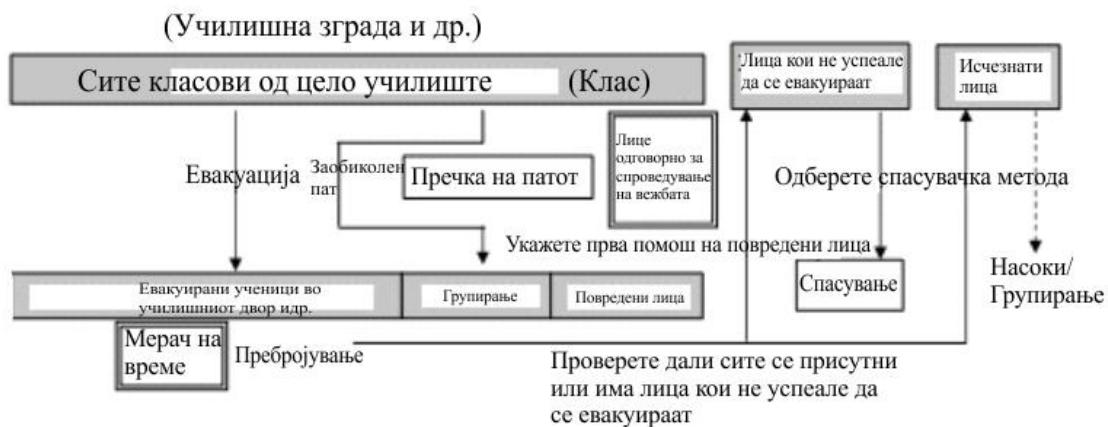 (Училишна зграда и др.)
Сите класови од цело училиште (Клас)
Лица кои не успеале
да се евакуираат
Исчезнати
лица
Евакуација
Заобиколен
пат
Пречка на патот
Лице
одговорно за
спроведување
на вежбата
Одберете спасувачка метода
Укажете прва помош на повредени лица
Евакуирани ученици во
училишниот двор идр.
Групирање
Повредени лица
Спасување
Насоки/
Групирање
Мерач на
време
Пребројување
Проверете дали сите се присутни
или има лица кои не успеале да
се евакуираат